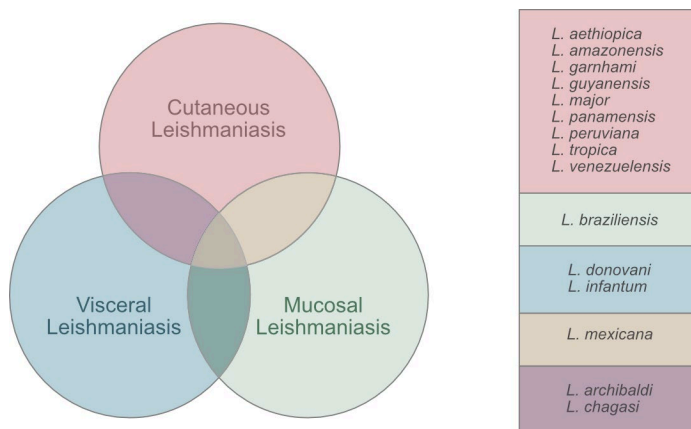 Cutaneous
Leishmaniasis
Visceral
Leishmaniasis
Mucosal
Leishmaniasis
L. aethiopica
L. amazonensis
L. garnhami
L. guyanensis
L. major
L. panamensis
L. peruviana
L. tropica
L. venezuelensis
L. braziliensis
L. donovani
L. infantum
L. mexicana
L. archibaldi
L. chagasi